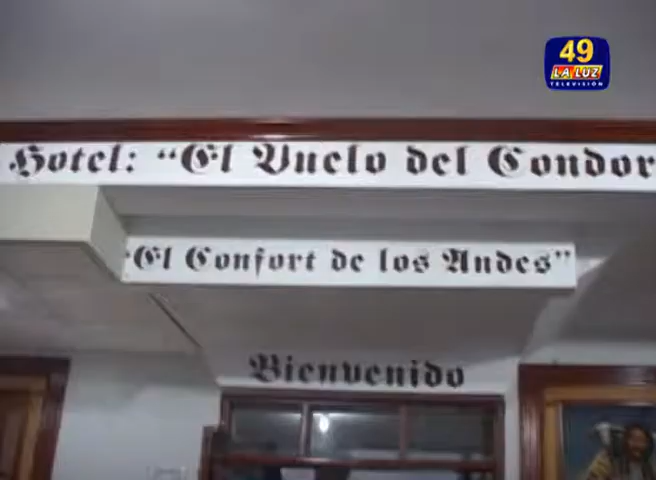 49
LA LUZ
TELEVISIÓN
Hotel: "El Vuelo del Condor
"El Confort de los Andes"
Bienvenido